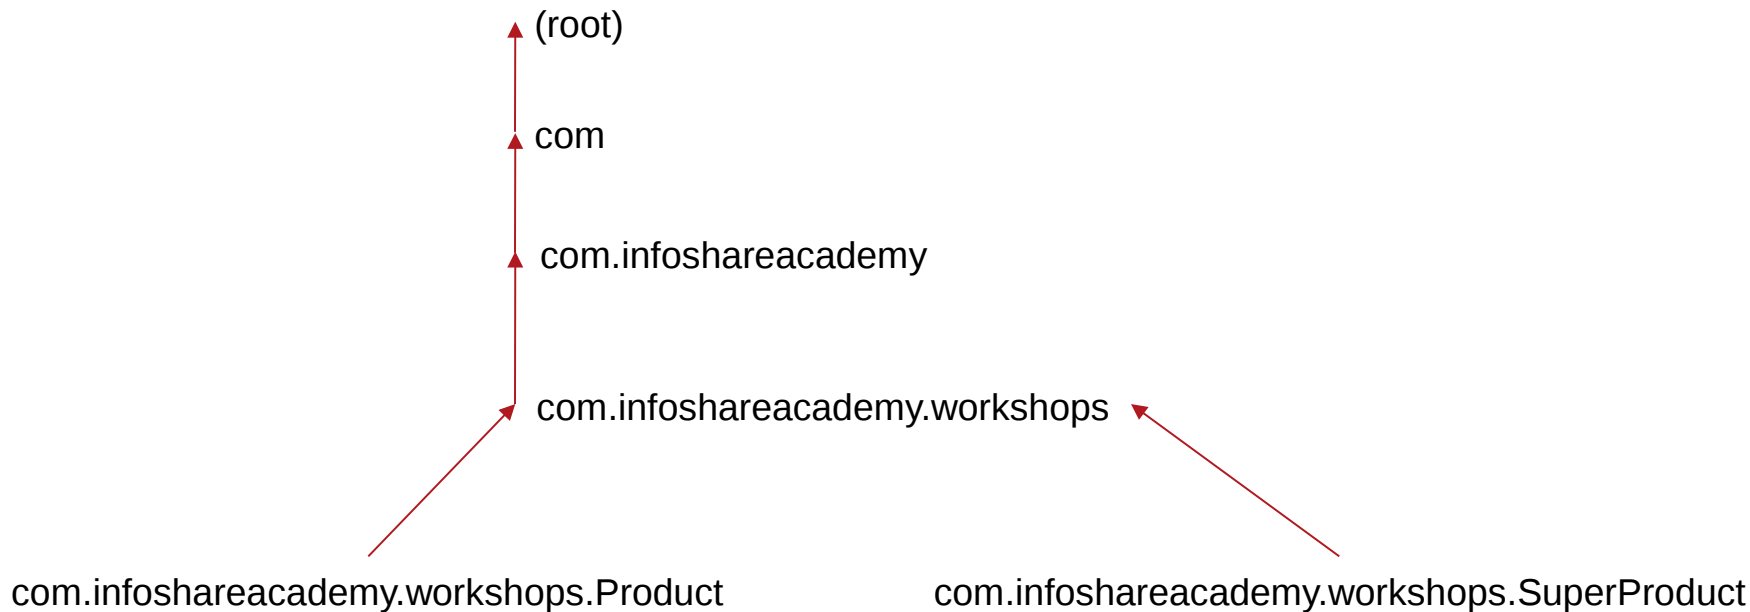 (root)
com
com.infoshareacademy
com.infoshareacademy.workshops
com.infoshareacademy.workshops.Product
com.infoshareacademy.workshops.SuperProduct